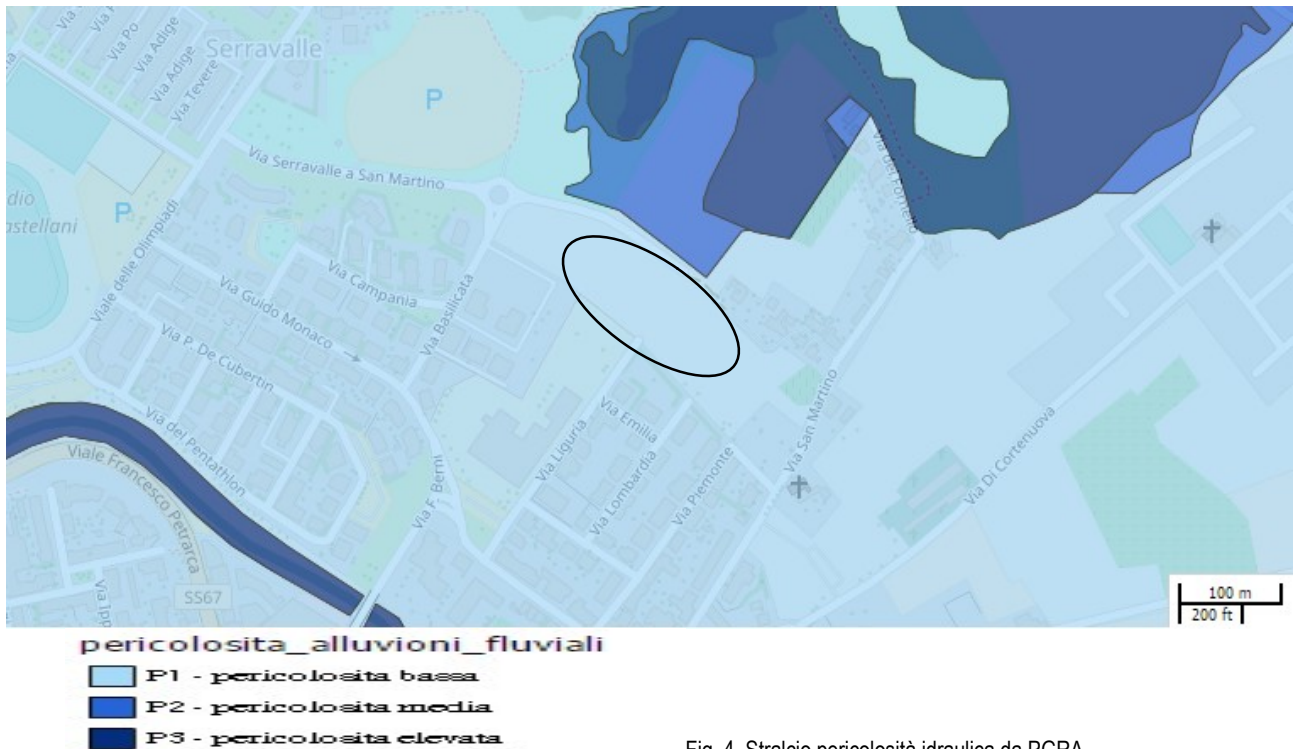 Via Po
Via Adige
Via Adige
Via Tevere
Serravalle
P
Via Serravalle a San Martino
P
dio
astellani
Viale delle Olimpiadi
Via Campania
Via Guido Monaco
Via Basilicata
Via P. De Cubertin
Via del Pentathlon
Viale Francesco Petrarca
SS67
Via F. Berni
Via Liguria
Via Emilia
Via Lombardia
Via Piemonte
Via San Martino
Via Di Cortenuova
100 m
200 ft
pericolosita_alluvioni_fluviali
P1 - pericolosita bassa
P2 - pericolosita media
P3 - pericolosita elevata
Fig. 4. Stralcio pericolosità idraulica da PGRA